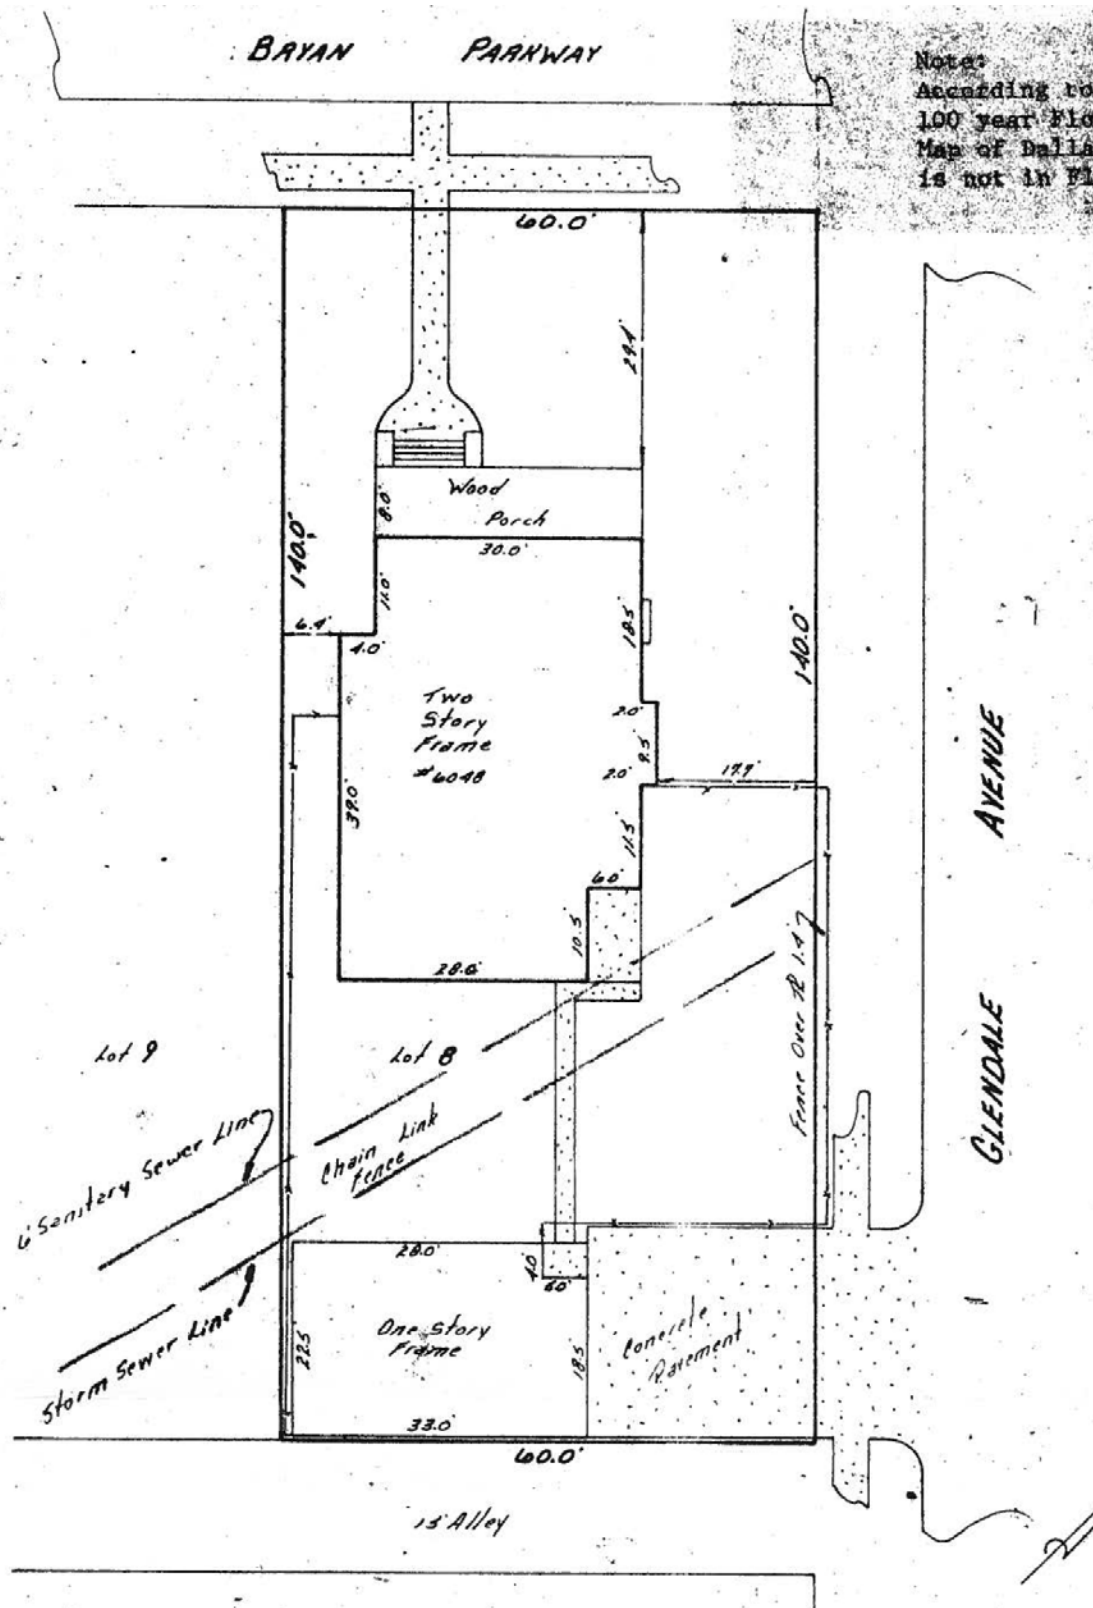 BRYAN PARKWAY
Note:
According to
100 year Flo
Map of Dalla
is not in Fl
60.0'
29.4'
Wood
Porch
8.0'
30.0'
140.0'
11.0'
6.4'
4.0'
18.5'
140.0'
Two
Story
Frame
#6048
2.0'
9.5'
2.0'
17.7'
39.0'
11.5'
6.0'
10.5'
28.0'
GLENDALE AVENUE
Fence Over PL 1.4'
Lot 9
Lot 8
Chain Link
Fence
6" Sanitary Sewer Line
Storm Sewer Line
28.0'
4.0'
6.0'
One Story
Frame
22.5'
18.5
Concrete
Pavement
33.0'
60.0'
15' Alley